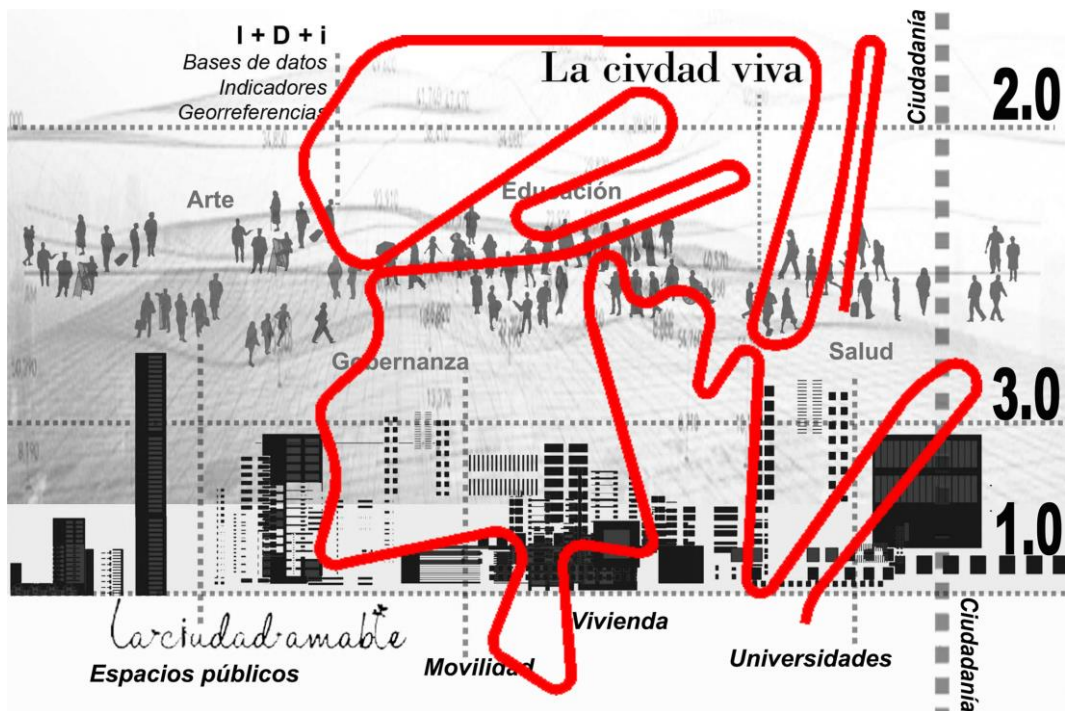 I + D + i
Bases de datos
Indicadores
Georreferencias
La civdad viva
Ciudadanía
2.0
Arte
Educación
Gobernanza
Salud
3.0
1.0
la·ciudad·amable
Espacios públicos
Movilidad
Vivienda
Universidades
Ciudadanía